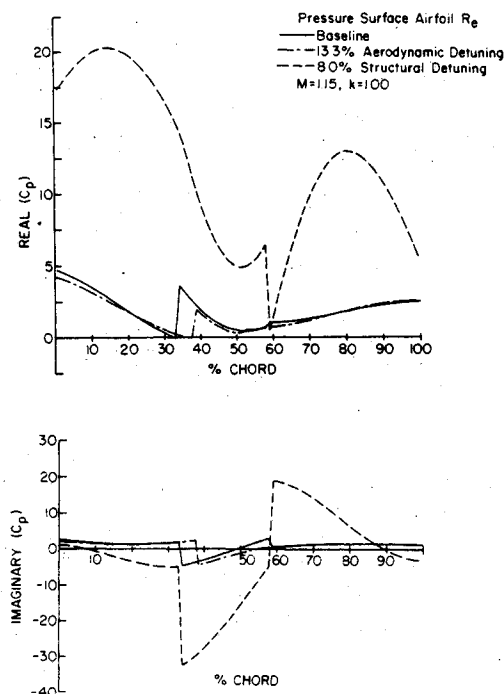 Pressure Surface Airfoil Re
Baseline
13.3% Aerodynamic Detuning
8.0% Structural Detuning
M=1.15, k=1.00
20
15
10
5
0
REAL (Cp)
10 20 30 40 50 60 70 80 90 100
% CHORD
30
20
10
0
-10
-20
-30
-40
IMAGINARY (Cp)
10 50 60 70 80 90
% CHORD